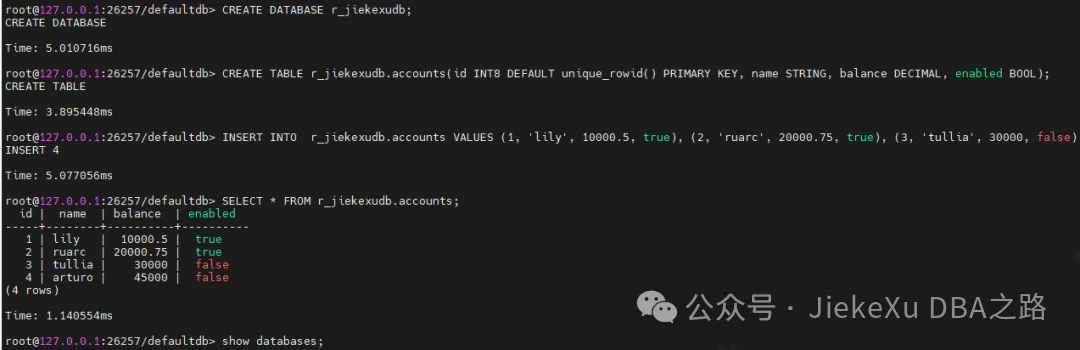 root@127.0.0.1:26257/defaultdb> CREATE DATABASE r_jiekexudb;
CREATE DATABASE
Time: 5.010716ms
root@127.0.0.1:26257/defaultdb> CREATE TABLE r_jiekexudb.accounts(id INT8 DEFAULT unique_rowid() PRIMARY KEY, name STRING, balance DECIMAL, enabled BOOL);
CREATE TABLE
Time: 3.895448ms
root@127.0.0.1:26257/defaultdb> INSERT INTO  r_jiekexudb.accounts VALUES (1, 'lily', 10000.5, true), (2, 'ruarc', 20000.75, true), (3, 'tullia', 30000, false)
INSERT 4
Time: 5.077056ms
root@127.0.0.1:26257/defaultdb> SELECT * FROM r_jiekexudb.accounts;
  id |  name  | balance  | enabled
-----+--------+----------+----------
   1 | lily   |  10000.5 |  true
   2 | ruarc  | 20000.75 |  true
   3 | tullia |    30000 |  false
   4 | arturo |    45000 |  false
(4 rows)
Time: 1.140554ms
root@127.0.0.1:26257/defaultdb> show databases;
公众号 · JiekeXu DBA之路